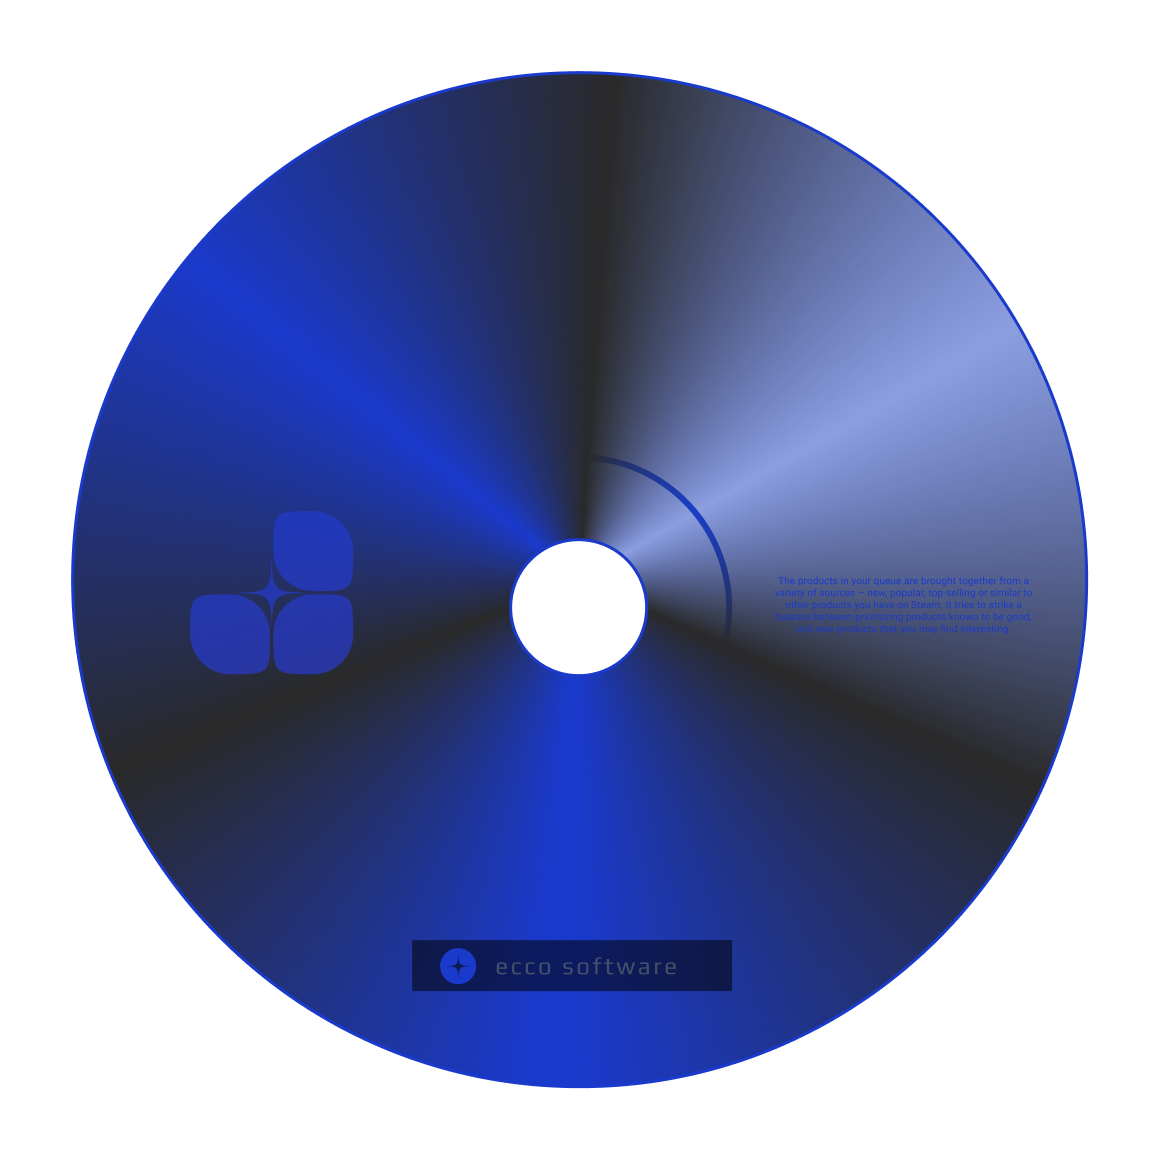 The products in your queue are brought together from a
variety of sources – new, popular, top-selling or similar to
other products you have on Steam. It tries to strike a
balance between prioritizing products known to be good,
and new products that you may find interesting
ecco software